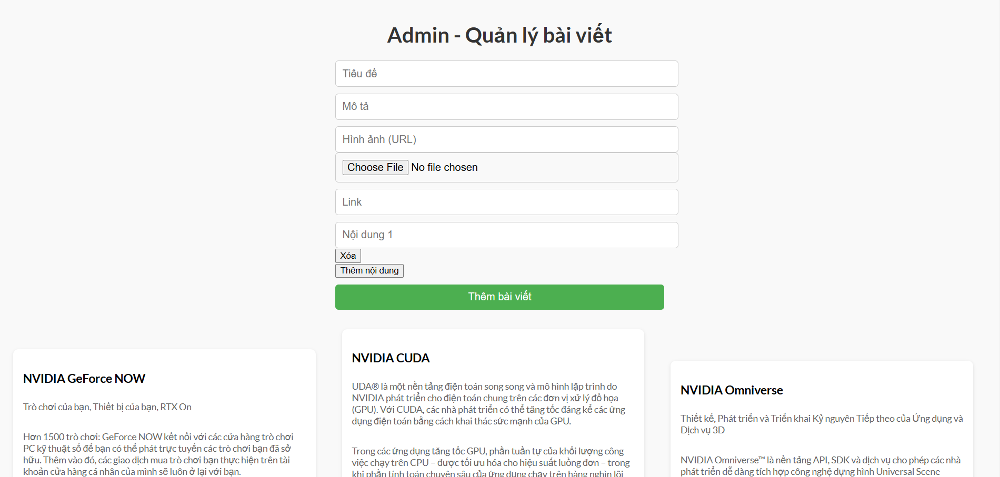 Admin - Quản lý bài viết
Tiêu đề
Mô tả
Hình ảnh (URL)
Choose File No file chosen
Link
Nội dung 1
Xóa
Thêm nội dung
Thêm bài viết
NVIDIA GeForce NOW
Trò chơi của bạn, Thiết bị của bạn, RTX On
Hơn 1500 trò chơi: GeForce NOW kết nối với các cửa hàng trò chơi
PC kỹ thuật số để bạn có thể phát trực tuyến các trò chơi bạn đã sở
hữu. Thêm vào đó, các giao dịch mua trò chơi bạn thực hiện trên tài
khoản cửa hàng cá nhân của mình sẽ luôn ở lại với bạn.
NVIDIA CUDA
UDA® là một nền tảng điện toán song song và mô hình lập trình do
NVIDIA phát triển cho điện toán chung trên các đơn vị xử lý đồ họa
(GPU). Với CUDA, các nhà phát triển có thể tăng tốc đáng kể các ứng
dụng điện toán bằng cách khai thác sức mạnh của GPU.
Trong các ứng dụng tăng tốc GPU, phần tuần tự của khối lượng công
việc chạy trên CPU – được tối ưu hóa cho hiệu suất luồng đơn – trong
khi phần tính toán chuyên sâu của ứng dụng chạy trên hàng nghìn lõi
NVIDIA Omniverse
Thiết kế, Phát triển và Triển khai Kỷ nguyên Tiếp theo của Ứng dụng và
Dịch vụ 3D
NVIDIA Omniverse™ là nền tảng API, SDK và dịch vụ cho phép các nhà
phát triển dễ dàng tích hợp công nghệ dựng hình Universal Scene